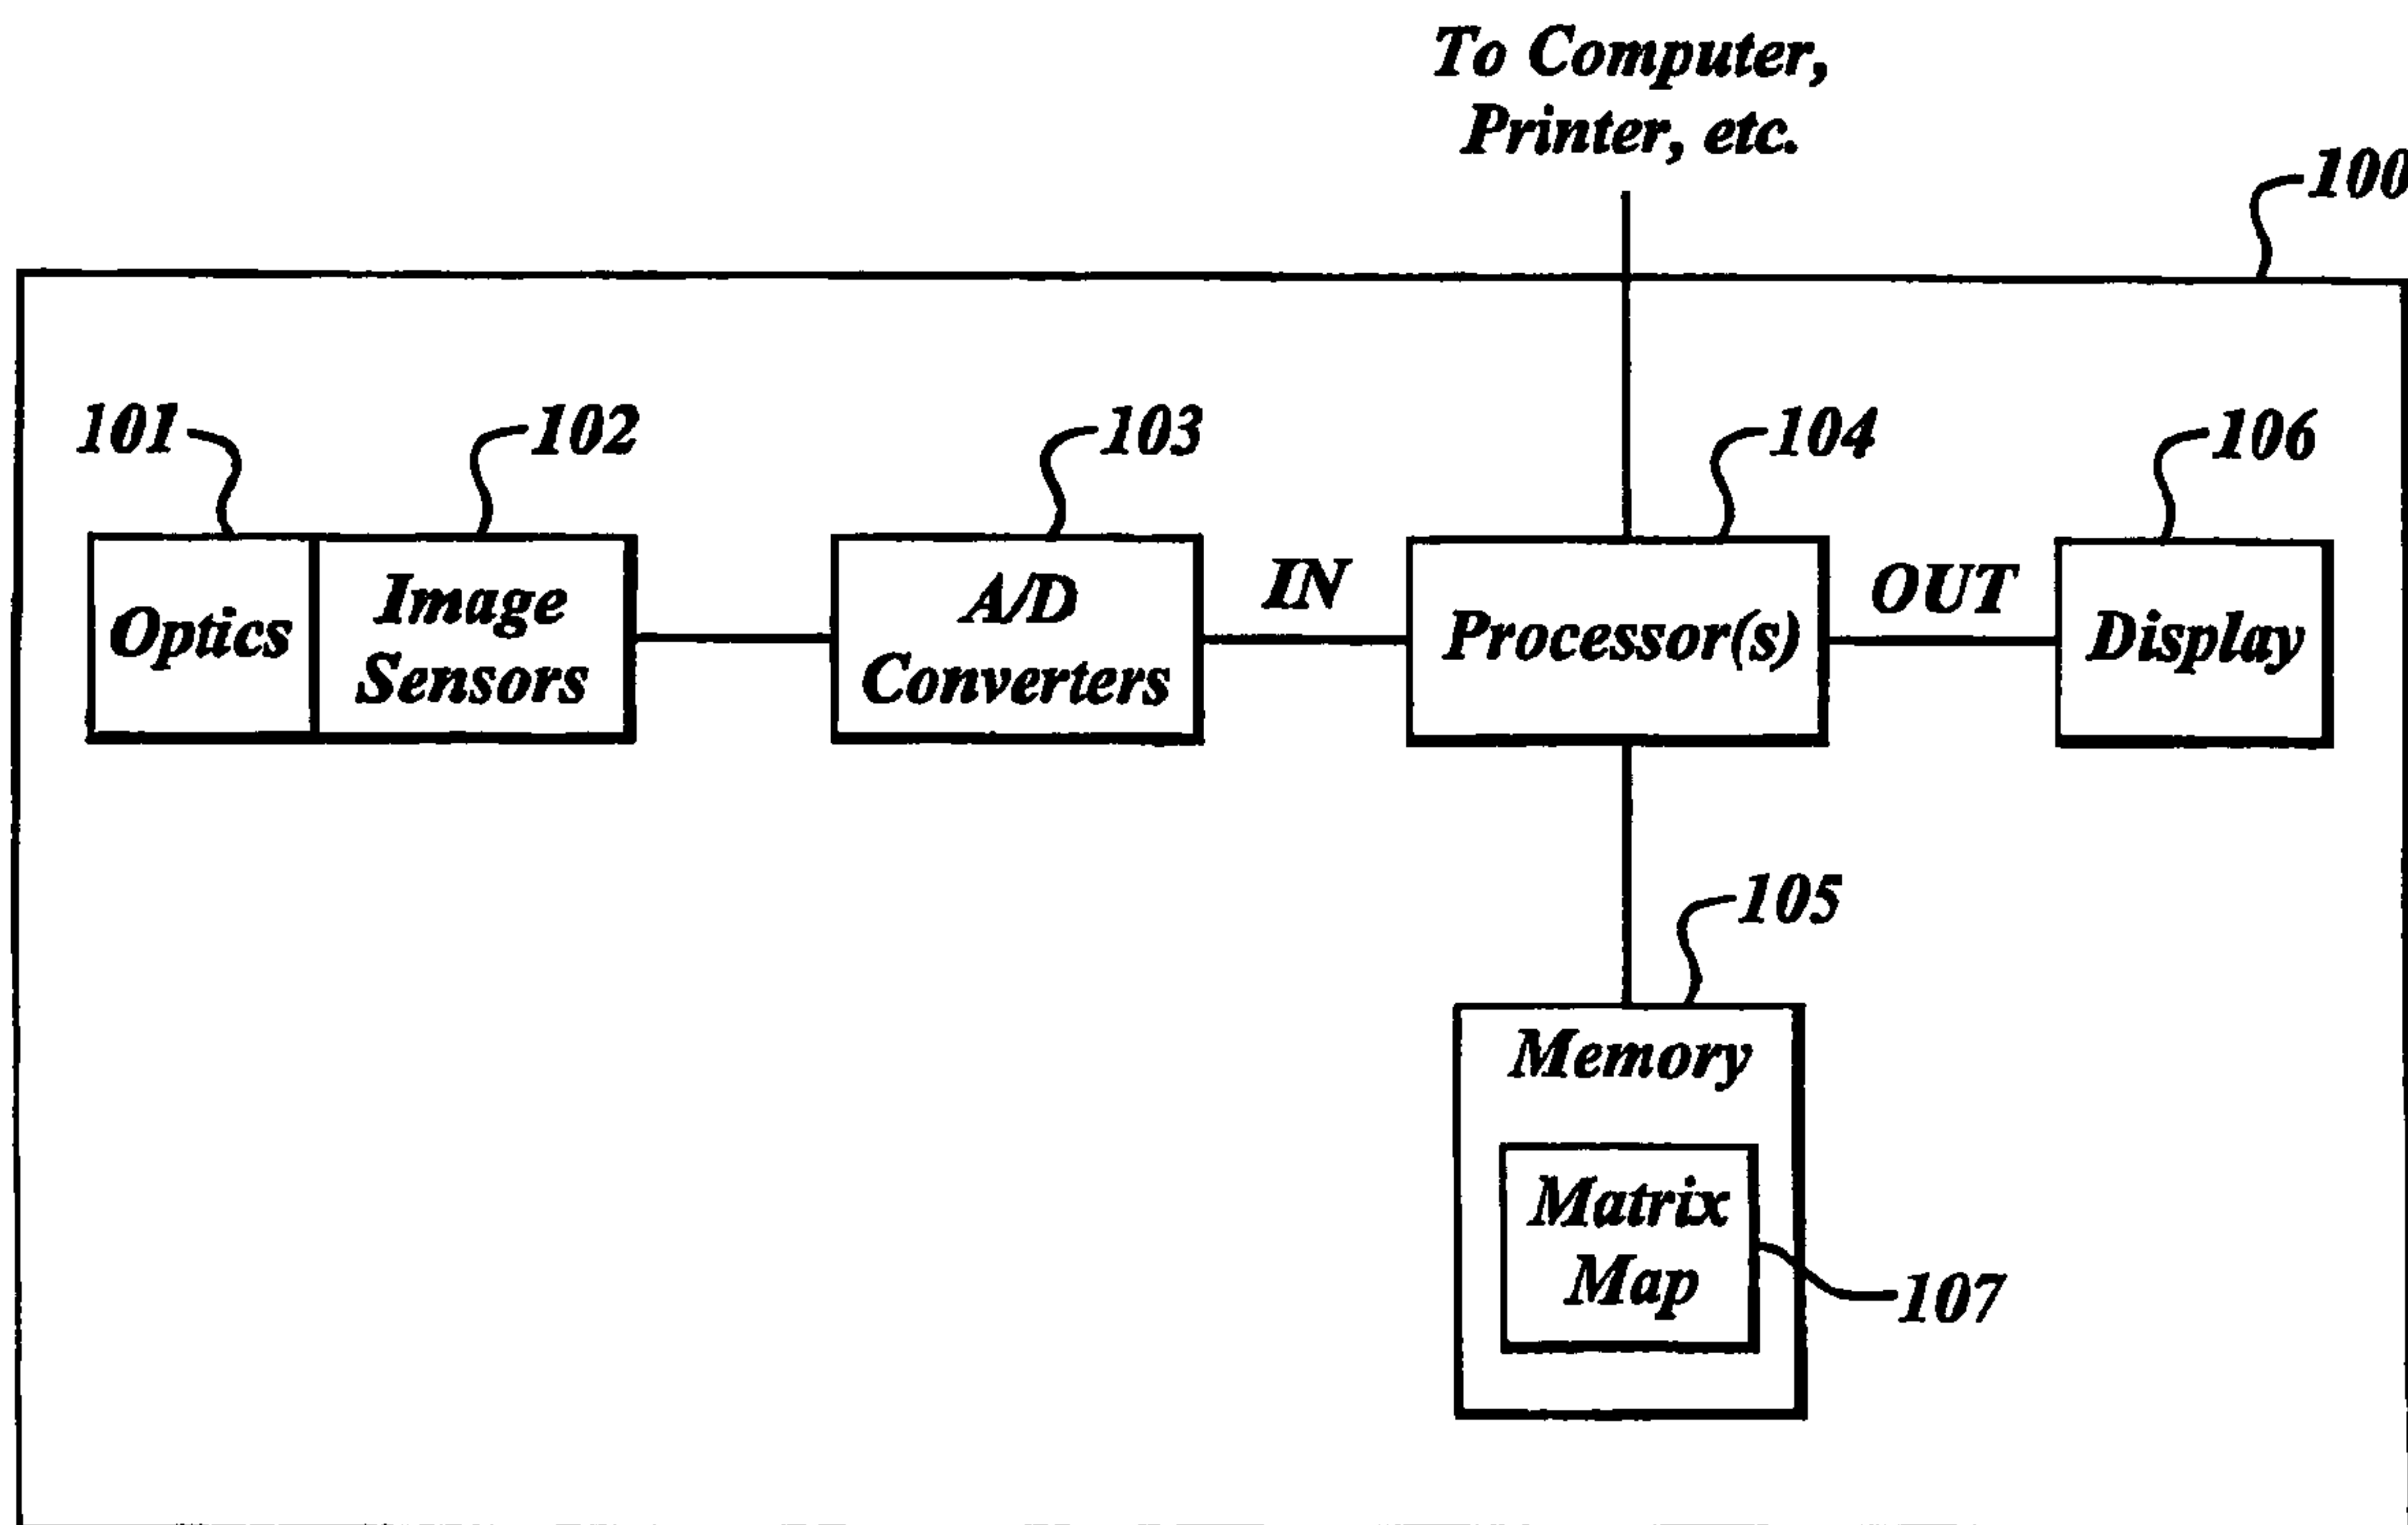 To Computer,
Printer, etc.
100
101
102
103
104
106
Optics
Image
Sensors
A/D
Converters
IN
Processor(s)
OUT
Display
105
Memory
Matrix
Map
107